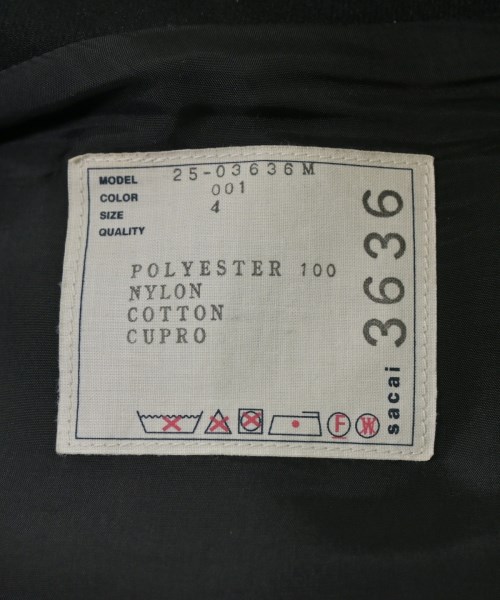 MODEL 25-03636M
COLOR 001
SIZE 4
QUALITY
POLYESTER 100
NYLON
COTTON
CUPRO
F
W
sacai 3636